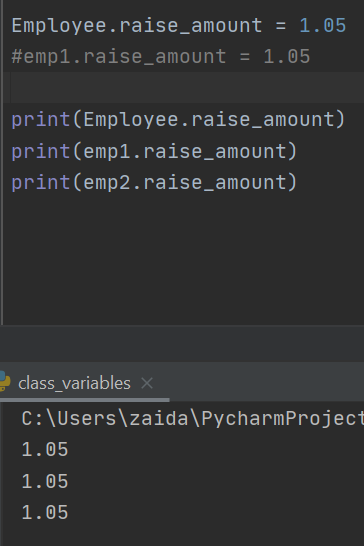 Employee.raise_amount = 1.05
#emp1.raise_amount = 1.05
print(Employee.raise_amount)
print(emp1.raise_amount)
print(emp2.raise_amount)
class_variables
C:\Users\zaida\PycharmProject
1.05
1.05
1.05